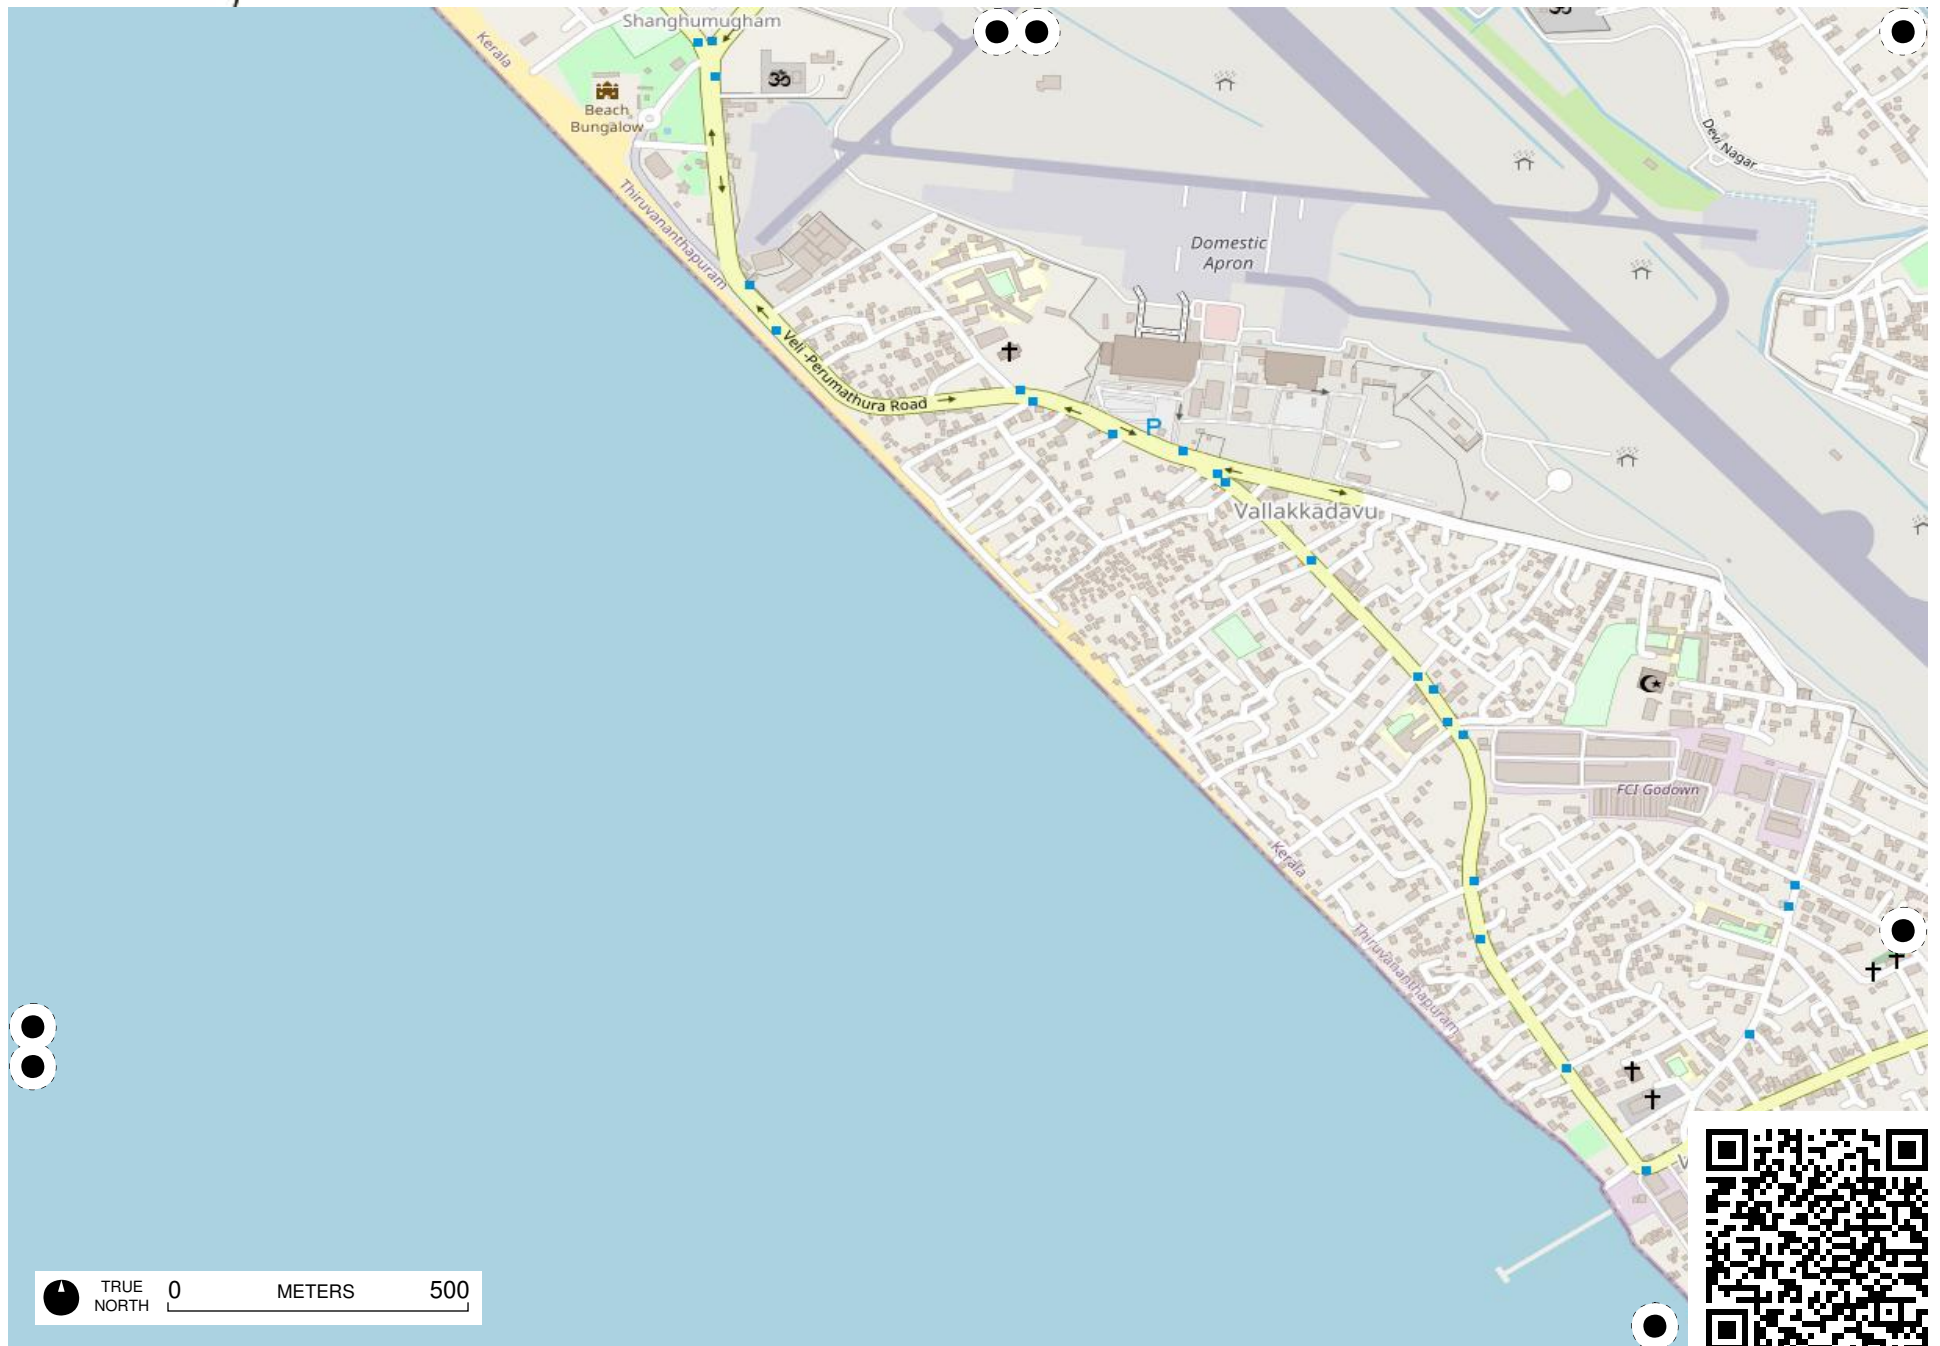 Shanghumugham
Kerala
Beach
Bungalow
Devi Nagar
Thiruvananthapuram
Domestic
Apron
Veli -Perumathura Road
P
Vallakkadavu
FCI Godown
Kerala
Thiruvananthapuram
TRUE
NORTH
0 METERS 500